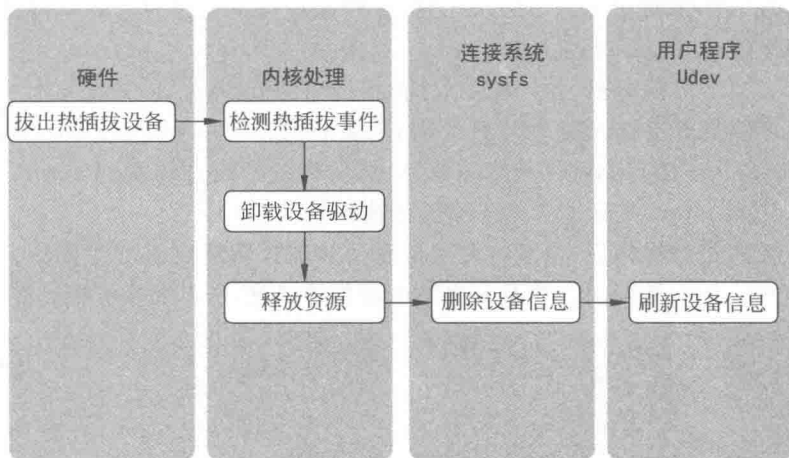 硬件
内核处理
连接系统
sysfs
用户程序
Udev
拔出热插拔设备
检测热插拔事件
卸载设备驱动
释放资源
删除设备信息
刷新设备信息